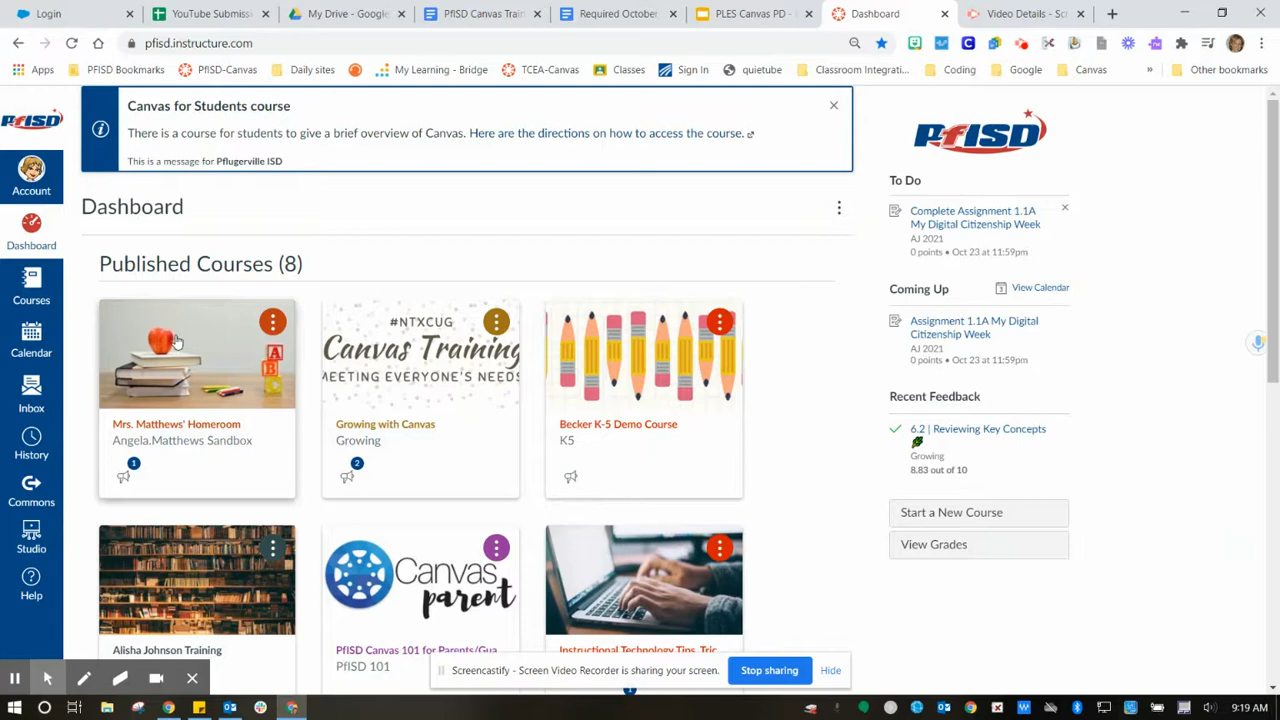 YouTube Submiss
My Drive - Google
PfISD Canvas Train
Required October
PLES Canvas PD -
Dashboard
Video Details - Scr
pfisd.instructure.com
Apps
PFISD Bookmarks
PfISD-Canvas
Daily sites
My Learning - Bridge
TCEA-Canvas
Classes
Sign In
quietube
Classroom Integrati...
Coding
Google
Canvas
»
Other bookmarks
PfISD
Account
Dashboard
Courses
Calendar
Inbox
History
Commons
Studio
Help
Canvas for Students course
There is a course for students to give a brief overview of Canvas. Here are the directions on how to access the course.
This is a message for Pflugerville ISD
Dashboard
Published Courses (8)
Mrs. Matthews' Homeroom
Angela.Matthews Sandbox
1
#NTXCUG
Canvas Training
MEETING EVERYONE'S NEEDS
Growing with Canvas
Growing
2
Becker K-5 Demo Course
K5
Alisha Johnson Training
Canvas
parent
PfISD Canvas 101 for Parents/Gua
PfISD 101
Instructional Technology Tips, Tric
PfISD
To Do
Complete Assignment 1.1A
My Digital Citizenship Week
AJ 2021
0 points • Oct 23 at 11:59pm
Coming Up
View Calendar
Assignment 1.1A My Digital
Citizenship Week
AJ 2021
0 points • Oct 23 at 11:59pm
Recent Feedback
6.2 | Reviewing Key Concepts
Growing
8.83 out of 10
Start a New Course
View Grades
Screencastify - Screen Video Recorder is sharing your screen.
Stop sharing
Hide
9:19 AM